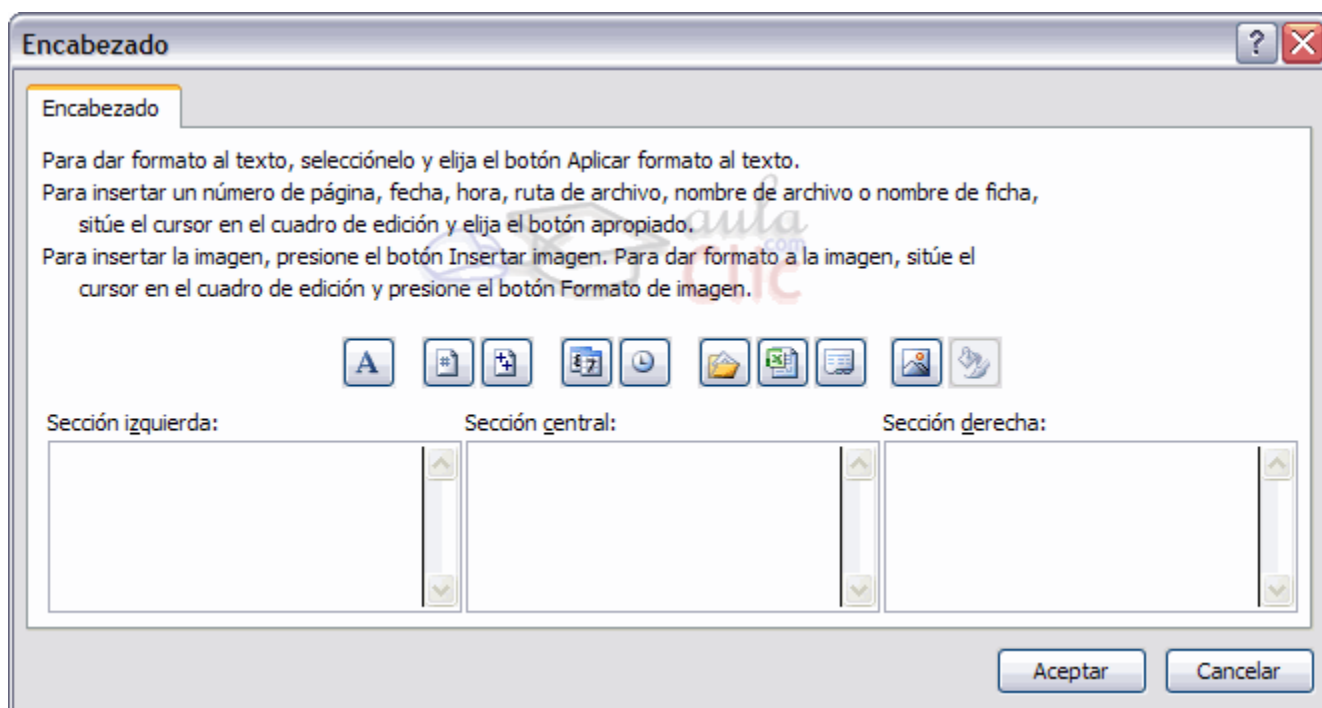 Encabezado
Encabezado
Para dar formato al texto, selecciónelo y elija el botón Aplicar formato al texto.
Para insertar un número de página, fecha, hora, ruta de archivo, nombre de archivo o nombre de ficha,
sitúe el cursor en el cuadro de edición y elija el botón apropiado.
Para insertar la imagen, presione el botón Insertar imagen. Para dar formato a la imagen, sitúe el
cursor en el cuadro de edición y presione el botón Formato de imagen.
aula
.com
Clic
A
Sección izquierda: Sección central: Sección derecha:
Aceptar Cancelar